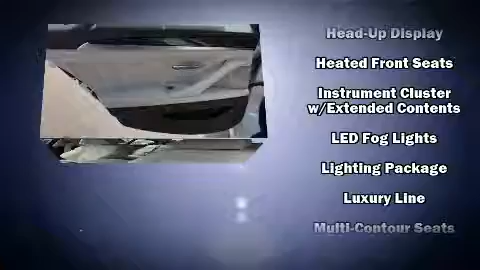 Head-Up Display
Heated Front Seats
Instrument Cluster
w/Extended Contents
LED Fog Lights
Lighting Package
Luxury Line
Multi-Contour Seats